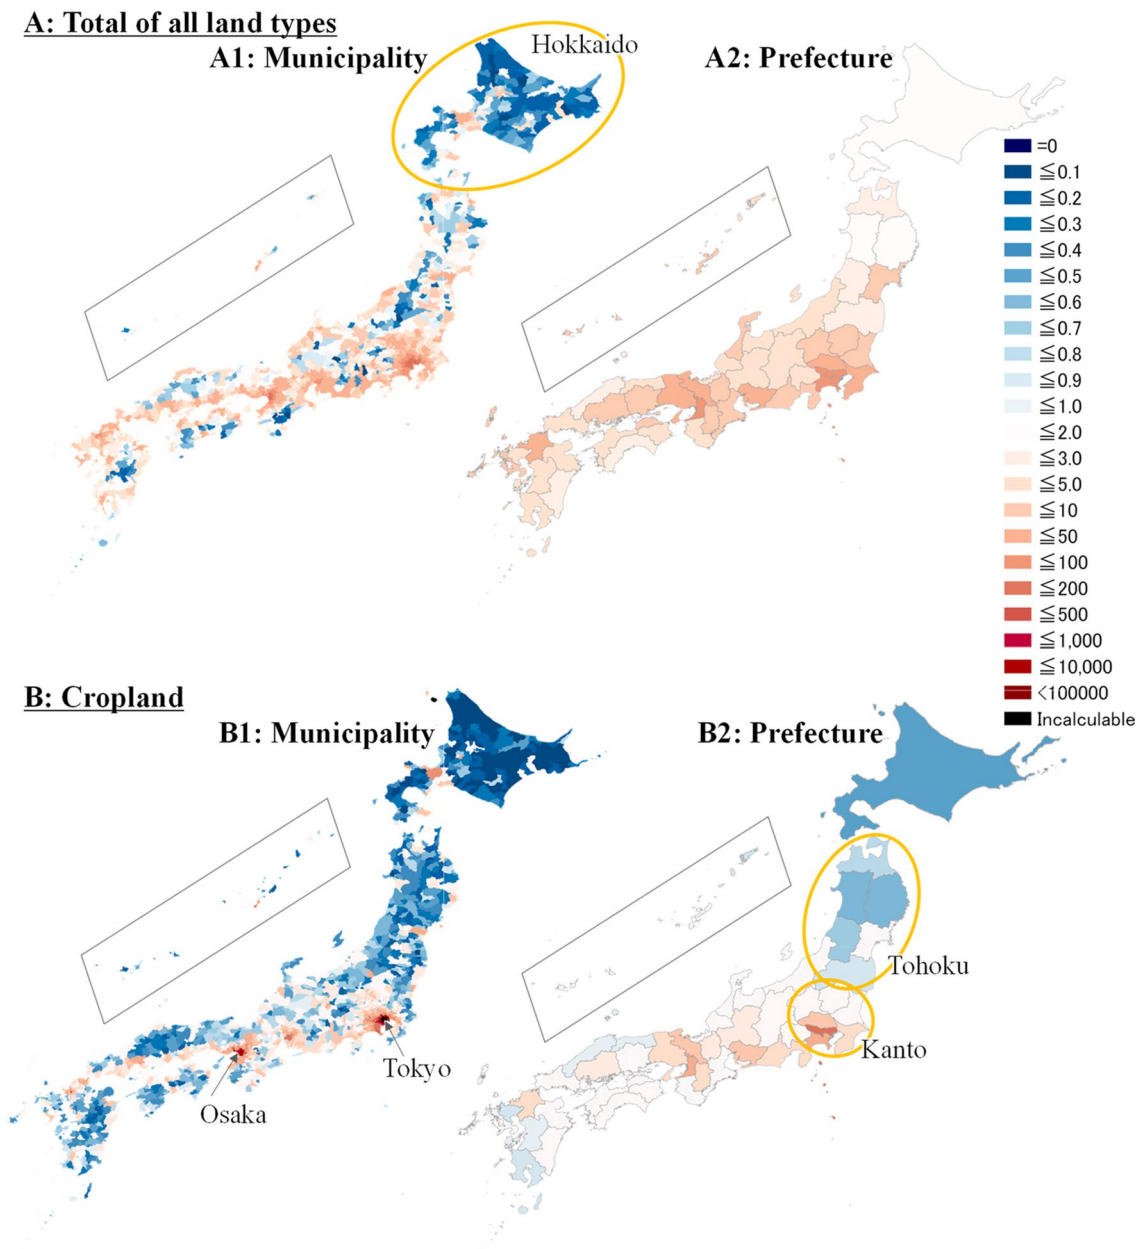 A: Total of all land types
A1: Municipality
Hokkaido
A2: Prefecture
=0
≦0.1
≦0.2
≦0.3
≦0.4
≦0.5
≦0.6
≦0.7
≦0.8
≦0.9
≦1.0
≦2.0
≦3.0
≦5.0
≦10
≦50
≦100
≦200
≦500
≦1,000
≦10,000
<100000
Incalculable
B: Cropland
B1: Municipality
B2: Prefecture
Tohoku
Kanto
Tokyo
Osaka